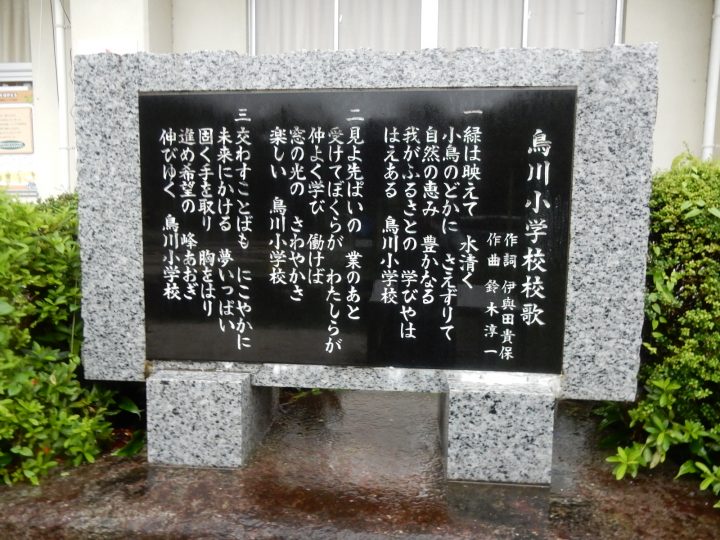 鳥川小学校校歌
作詞 伊與田貴保
作曲 鈴木淳一
一 緑は映えて 水清く
小鳥のどかに さえずりて
自然の恵み 豊かなる
我がふるさとの 学びやは
はえある 鳥川小学校
二 見よ先ぱいの 業のあと
受けてぼくらが わたしらが
仲よく学び 働けば
窓の光の さわやかさ
楽しい 鳥川小学校
三 交わすことばも にこやかに
未来にかける 夢いっぱい
固く手を取り 胸をはり
進め希望の 峰あおぎ
伸びゆく 鳥川小学校